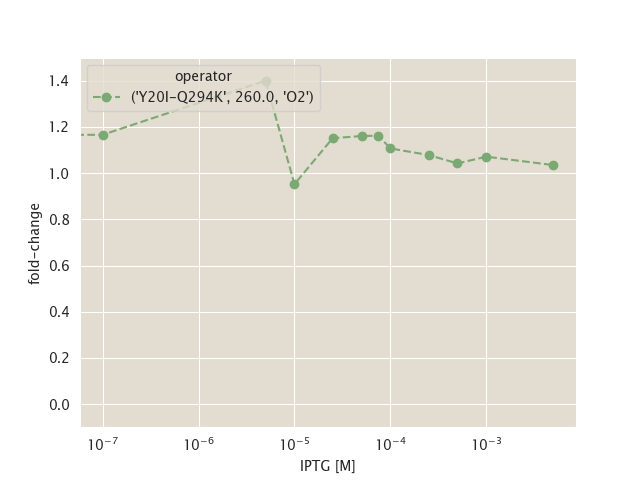 operator
('Y20I-Q294K', 260.0, 'O2')
1.4
1.2
1.0
0.8
0.6
0.4
0.2
0.0
fold-change
10⁻⁷ 10⁻⁶ 10⁻⁵ 10⁻⁴ 10⁻³
IPTG [M]